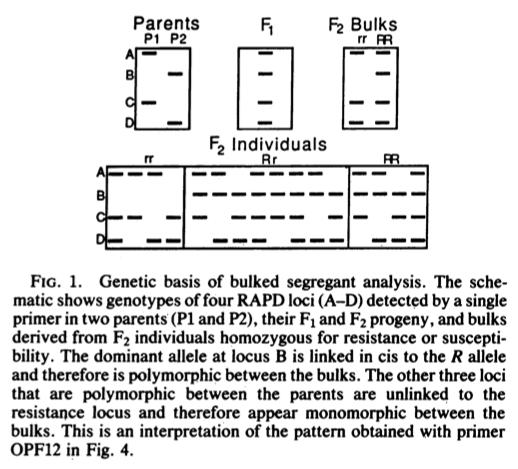 Parents F₁ F₂ Bulks
P1 P2 rr RR
A
B
C
D
F₂ Individuals
rr Rr RR
A
B
C
D
FIG. 1. Genetic basis of bulked segregant analysis. The sche-
matic shows genotypes of four RAPD loci (A–D) detected by a single
primer in two parents (P1 and P2), their F₁ and F₂ progeny, and bulks
derived from F₂ individuals homozygous for resistance or suscepti-
bility. The dominant allele at locus B is linked in cis to the R allele
and therefore is polymorphic between the bulks. The other three loci
that are polymorphic between the parents are unlinked to the
resistance locus and therefore appear monomorphic between the
bulks. This is an interpretation of the pattern obtained with primer
OPF12 in Fig. 4.